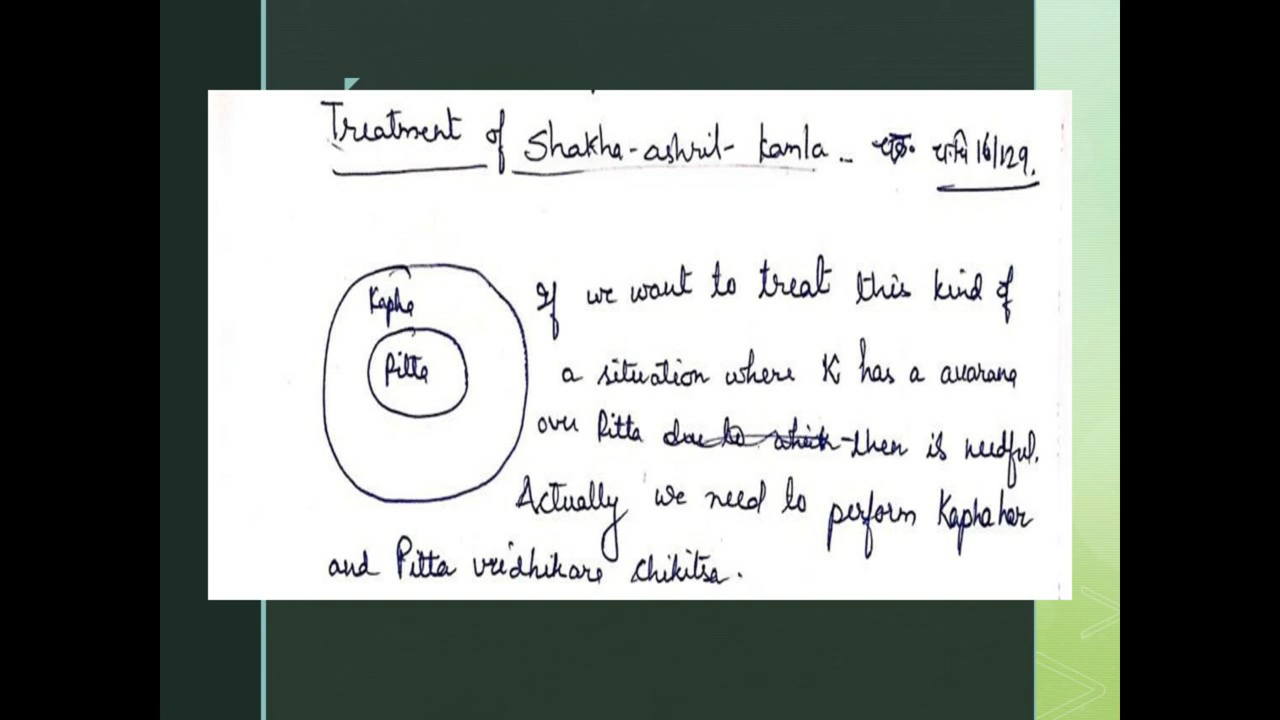 Treatment of Shakha-ashrit-kamla - च०चि 16/129.
Kapha
Pitta
If we want to treat this kind of
a situation where K has a avarana
over Pitta due to which then is needful.
Actually we need to perform Kaphahar
and Pitta vridhikare chikitsa.